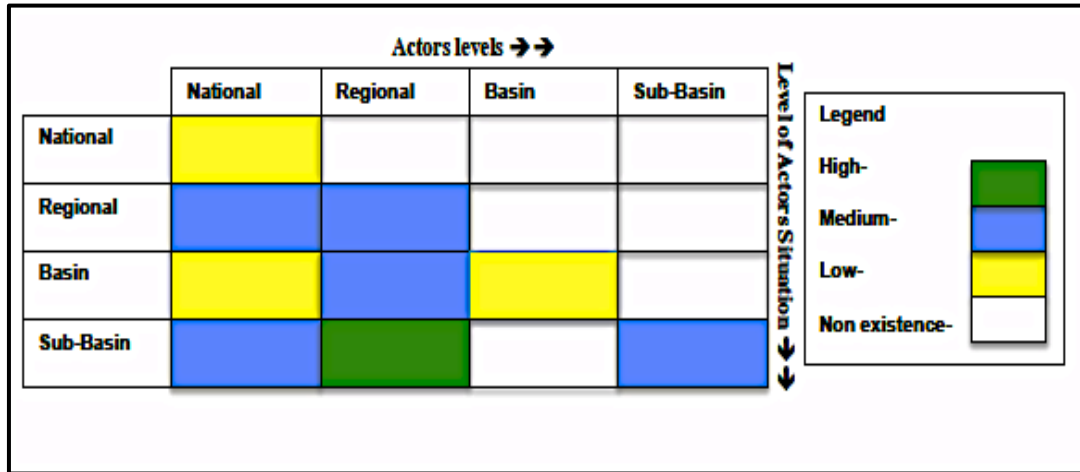 Actors levels →→
National Regional Basin Sub-Basin
National
Regional
Basin
Sub-Basin
Level of Actors Situation →→
Legend
High-
Medium-
Low-
Non existence-